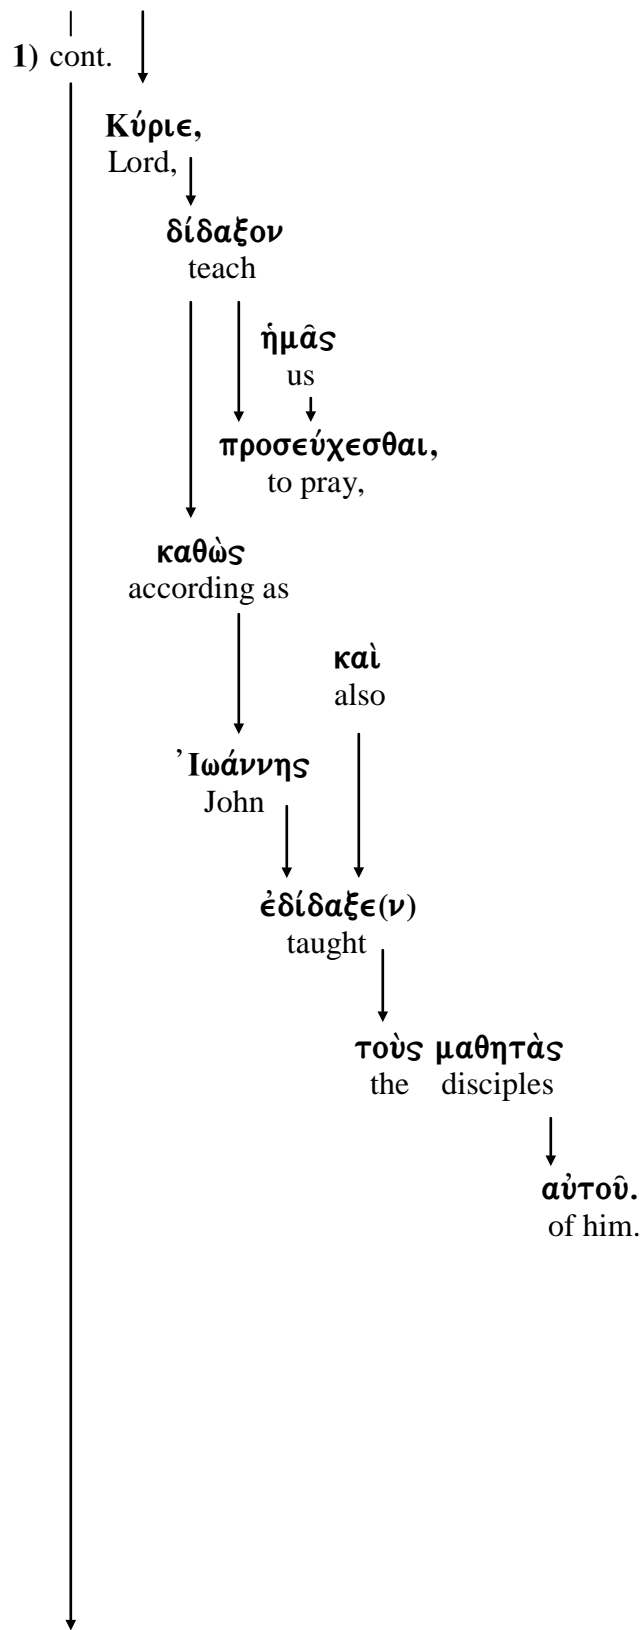 1) cont.
Κύριε,
Lord,
δίδαξον
teach
ἡμᾶς
us
προσεύχεσθαι,
to pray,
καθὼς
according as
καὶ
also
Ἰωάννης
John
ἐδίδαξε(ν)
taught
τοὺς μαθητὰς
the disciples
αὐτοῦ.
of him.